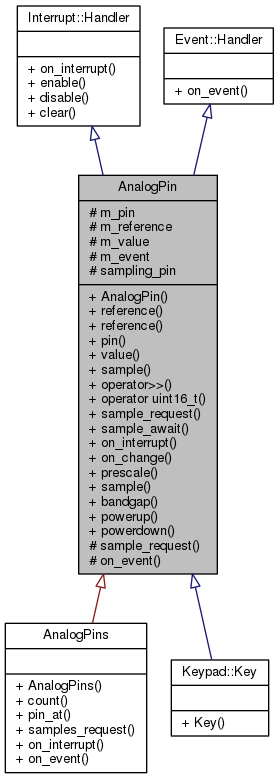 Interrupt::Handler
+ on_interrupt()
+ enable()
+ disable()
+ clear()
Event::Handler
+ on_event()
AnalogPin
# m_pin
# m_reference
# m_value
# m_event
# sampling_pin
+ AnalogPin()
+ reference()
+ reference()
+ pin()
+ value()
+ sample()
+ operator>>()
+ operator uint16_t()
+ sample_request()
+ sample_await()
+ on_interrupt()
+ on_change()
+ prescale()
+ sample()
+ bandgap()
+ powerup()
+ powerdown()
# sample_request()
# on_event()
AnalogPins
+ AnalogPins()
+ count()
+ pin_at()
+ samples_request()
+ on_interrupt()
+ on_event()
Keypad::Key
+ Key()